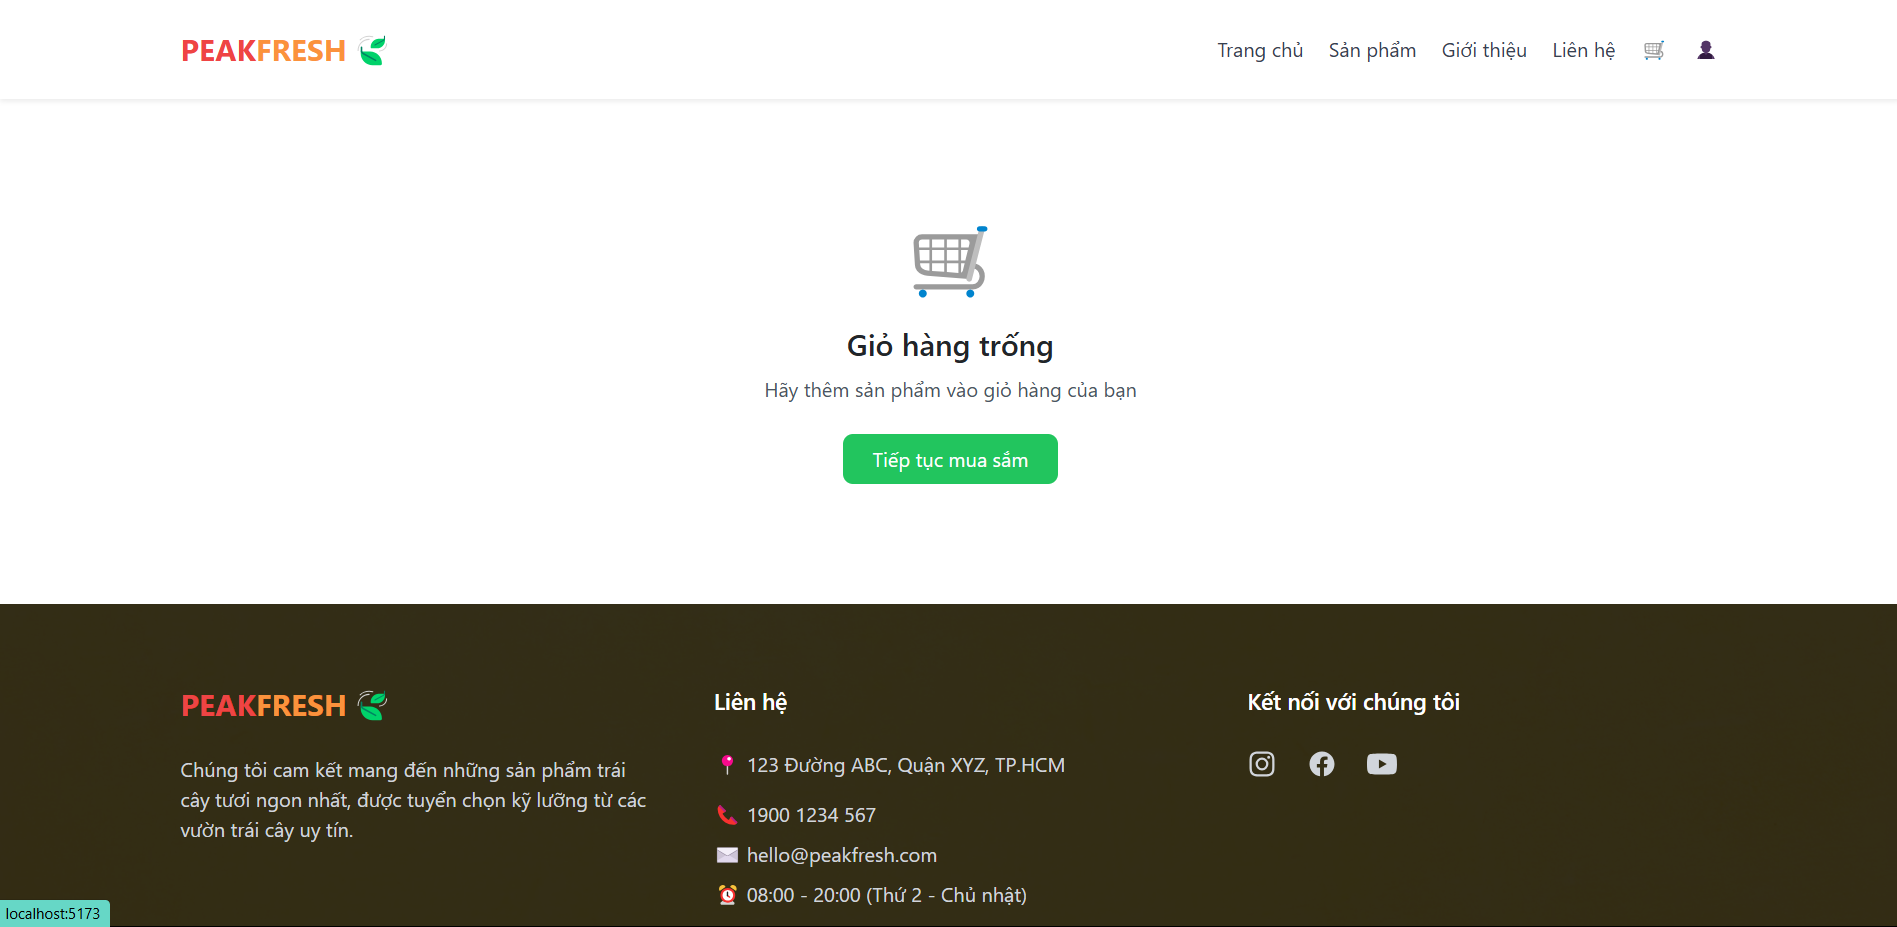 PEAKFRESH
Trang chủ Sản phẩm Giới thiệu Liên hệ
Giỏ hàng trống
Hãy thêm sản phẩm vào giỏ hàng của bạn
Tiếp tục mua sắm
PEAKFRESH
Chúng tôi cam kết mang đến những sản phẩm trái
cây tươi ngon nhất, được tuyển chọn kỹ lưỡng từ các
vườn trái cây uy tín.
Liên hệ
123 Đường ABC, Quận XYZ, TP.HCM
1900 1234 567
hello@peakfresh.com
08:00 - 20:00 (Thứ 2 - Chủ nhật)
Kết nối với chúng tôi
localhost:5173